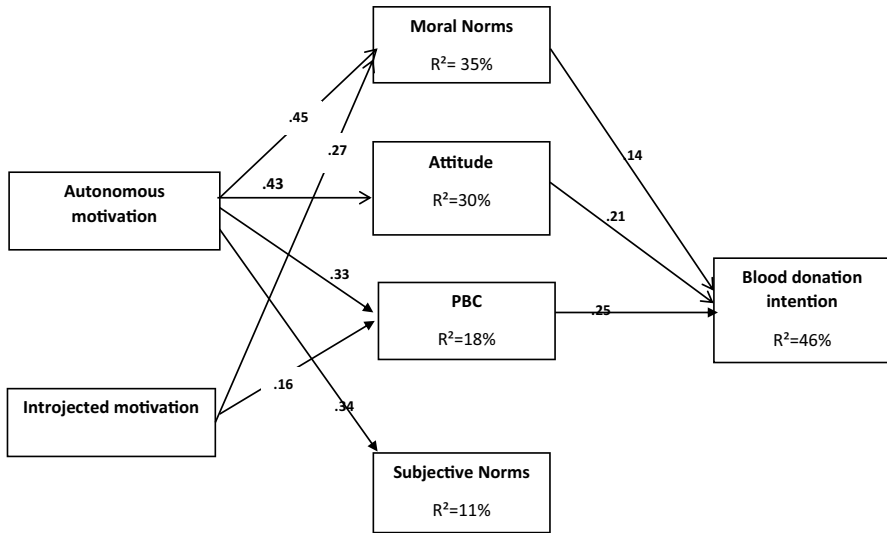 Moral Norms
R²= 35%
.45
.27
Attitude
R²=30%
.14
.43
Autonomous
motivation
.21
.33
PBC
R²=18%
.25
Blood donation
intention
R²=46%
Introjected motivation
.16
.34
Subjective Norms
R²=11%